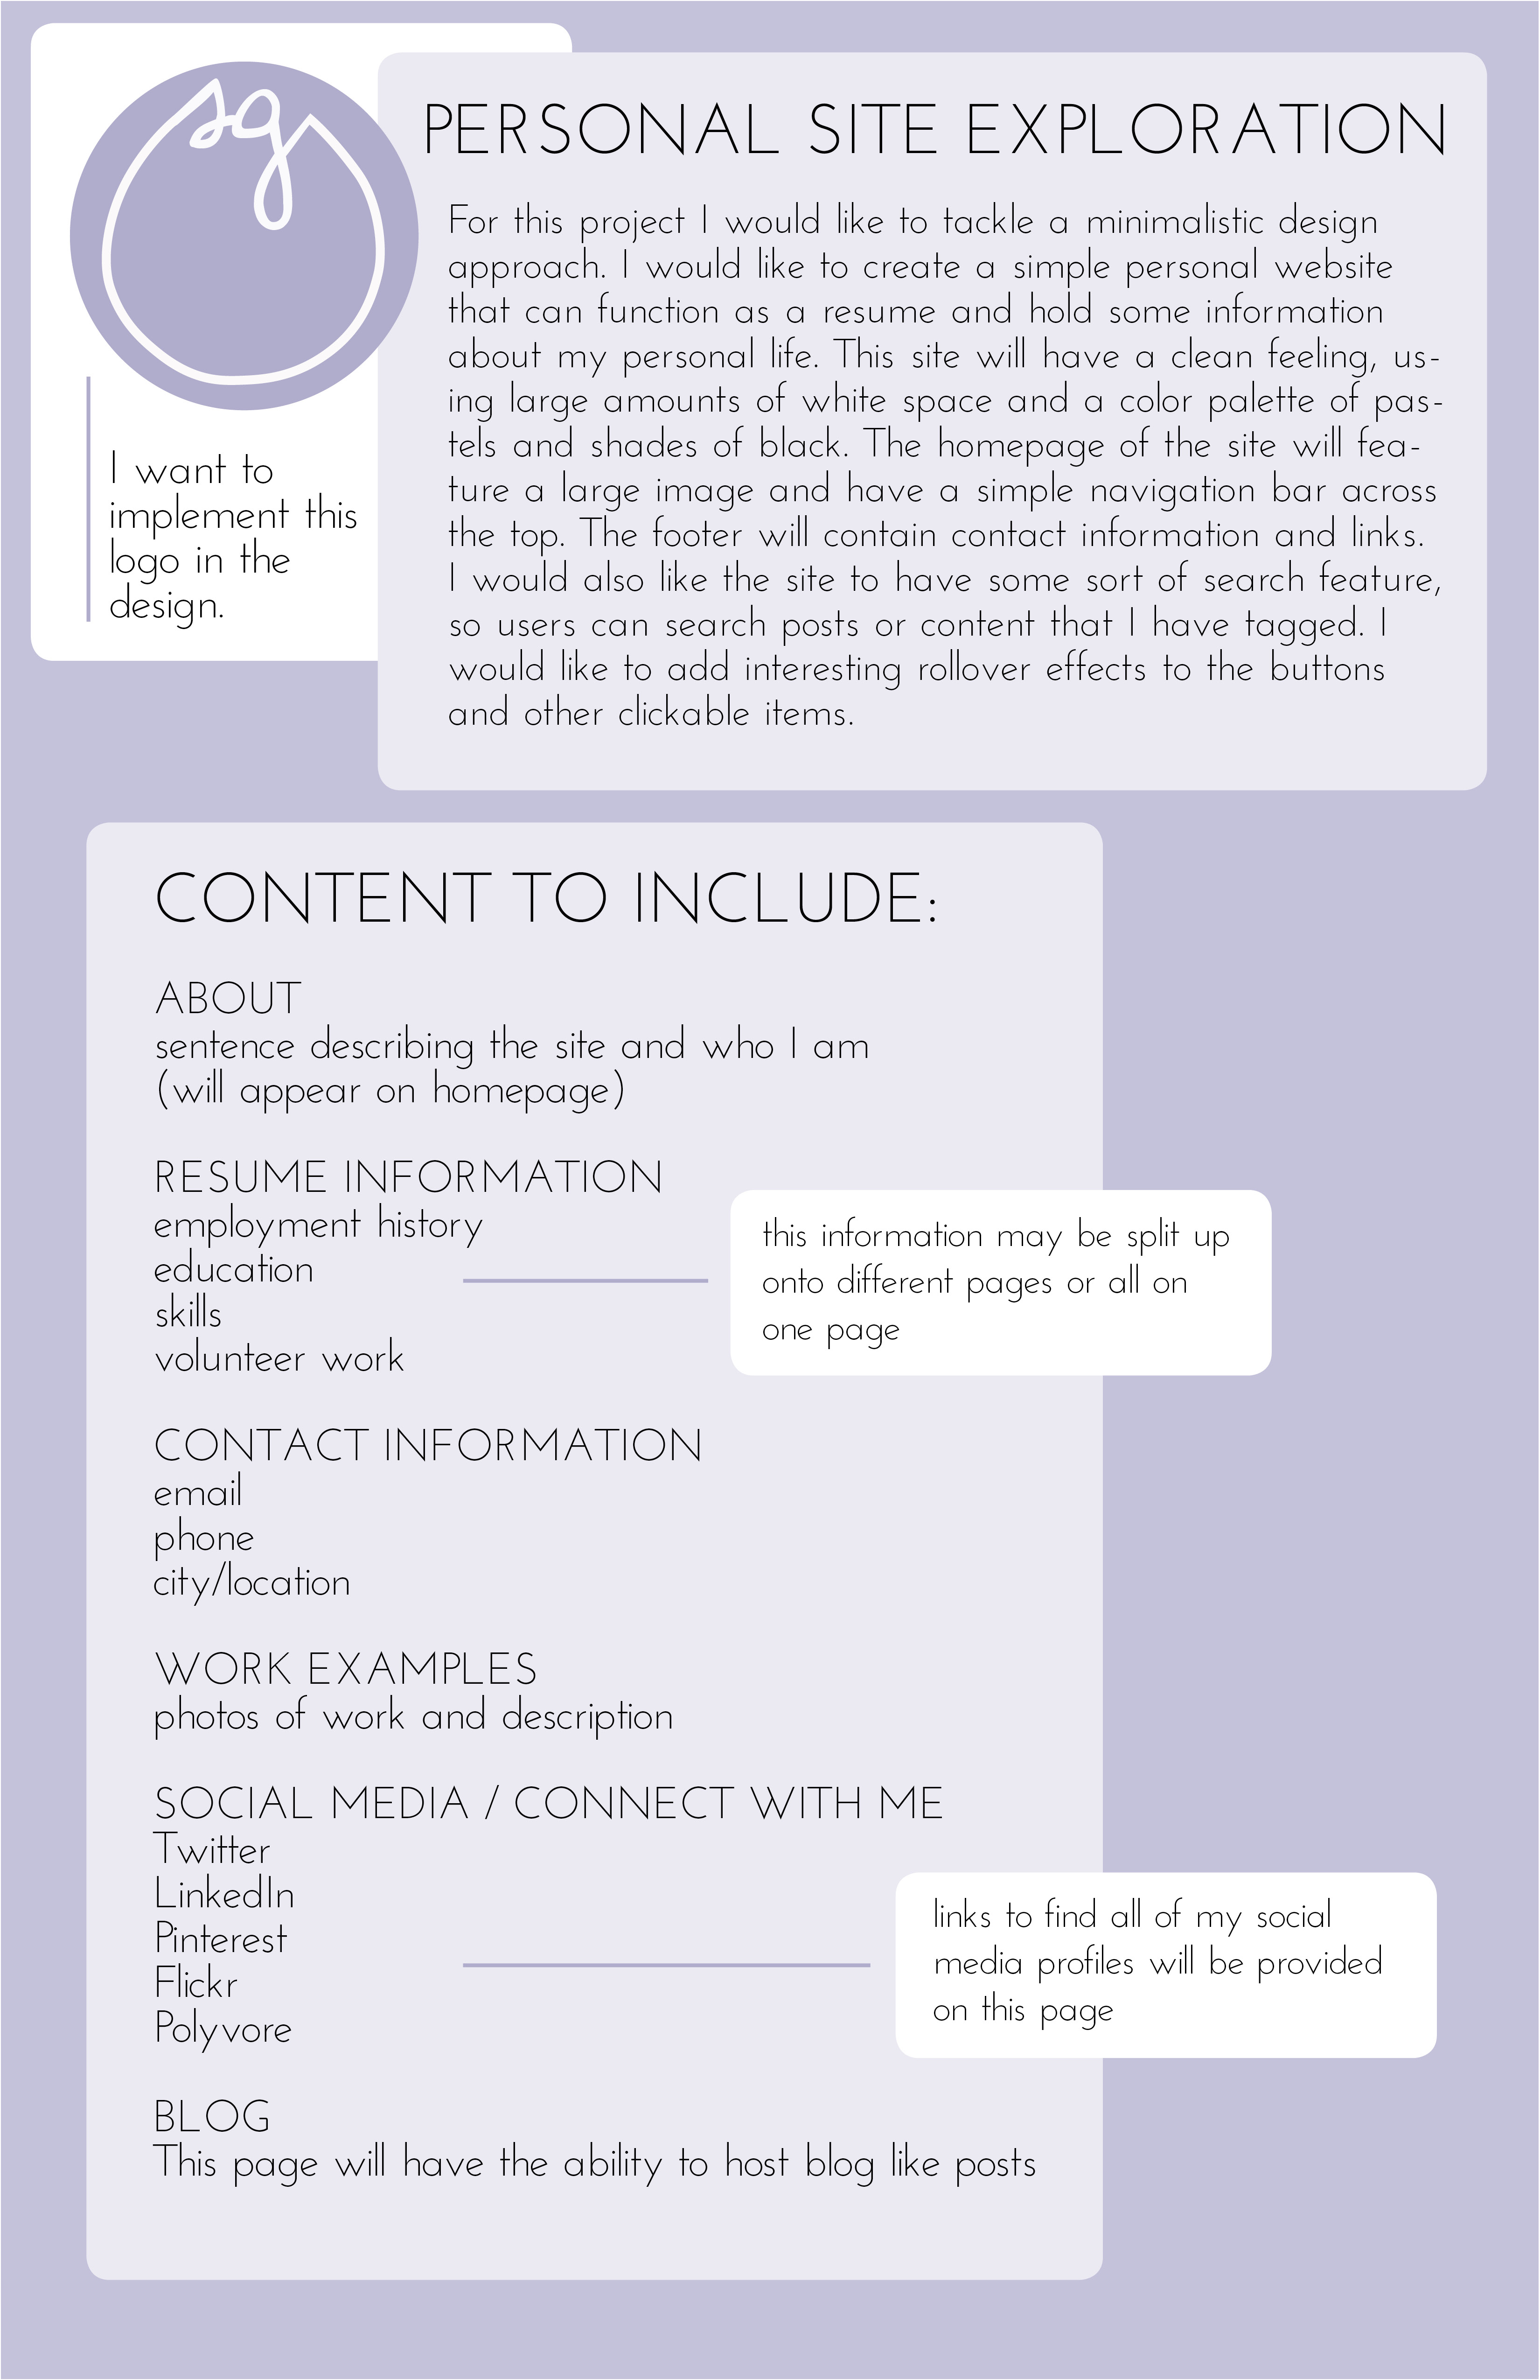 sg
I want to
implement this
logo in the
design.
PERSONAL SITE EXPLORATION
For this project I would like to tackle a minimalistic design
approach. I would like to create a simple personal website
that can function as a resume and hold some information
about my personal life. This site will have a clean feeling, us-
ing large amounts of white space and a color palette of pas-
tels and shades of black. The homepage of the site will fea-
ture a large image and have a simple navigation bar across
the top. The footer will contain contact information and links.
I would also like the site to have some sort of search feature,
so users can search posts or content that I have tagged. I
would like to add interesting rollover effects to the buttons
and other clickable items.
CONTENT TO INCLUDE:
ABOUT
sentence describing the site and who I am
(will appear on homepage)
RESUME INFORMATION
employment history
education
skills
volunteer work
this information may be split up
onto different pages or all on
one page
CONTACT INFORMATION
email
phone
city/location
WORK EXAMPLES
photos of work and description
SOCIAL MEDIA / CONNECT WITH ME
Twitter
LinkedIn
Pinterest
Flickr
Polyvore
links to find all of my social
media profiles will be provided
on this page
BLOG
This page will have the ability to host blog like posts